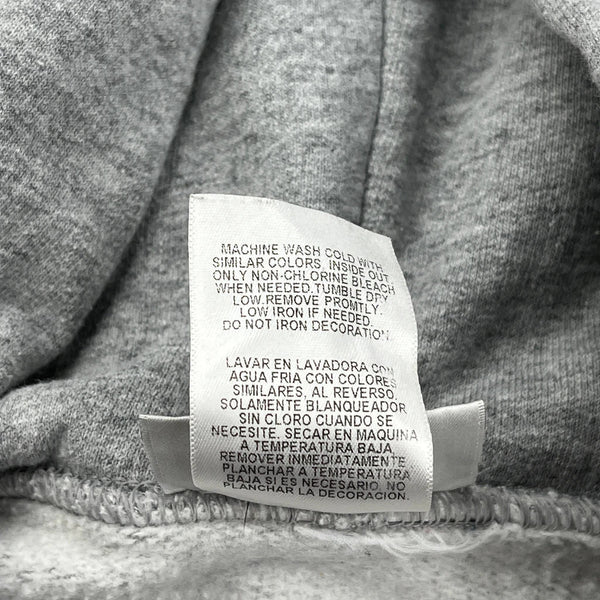 MACHINE WASH COLD WITH
SIMILAR COLORS, INSIDE OUT
ONLY NON-CHLORINE BLEACH
WHEN NEEDED.TUMBLE DRY
LOW.REMOVE PROMTLY.
LOW IRON IF NEEDED.
DO NOT IRON DECORATION.
LAVAR EN LAVADORA CON
AGUA FRIA CON COLORES
SIMILARES, AL REVERSO.
SOLAMENTE BLANQUEADOR
SIN CLORO CUANDO SE
NECESITE. SECAR EN MAQUINA
A TEMPERATURA BAJA.
REMOVER INMEDIATAMENTE.
PLANCHAR A TEMPERATURA
BAJA SI ES NECESARIO. NO
PLANCHAR LA DECORACION.